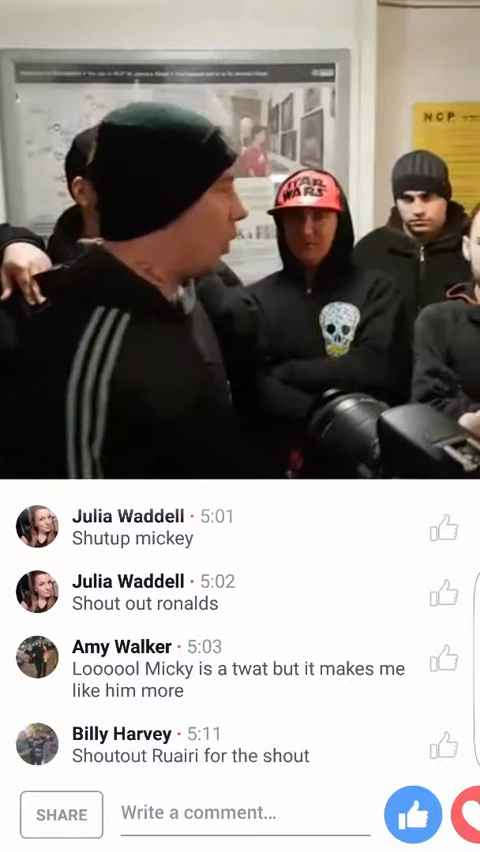 NCP
STAR
WARS
Julia Waddell · 5:01
Shutup mickey
Julia Waddell · 5:02
Shout out ronalds
Amy Walker · 5:03
Loooool Micky is a twat but it makes me
like him more
Billy Harvey · 5:11
Shoutout Ruairi for the shout
SHARE
Write a comment...